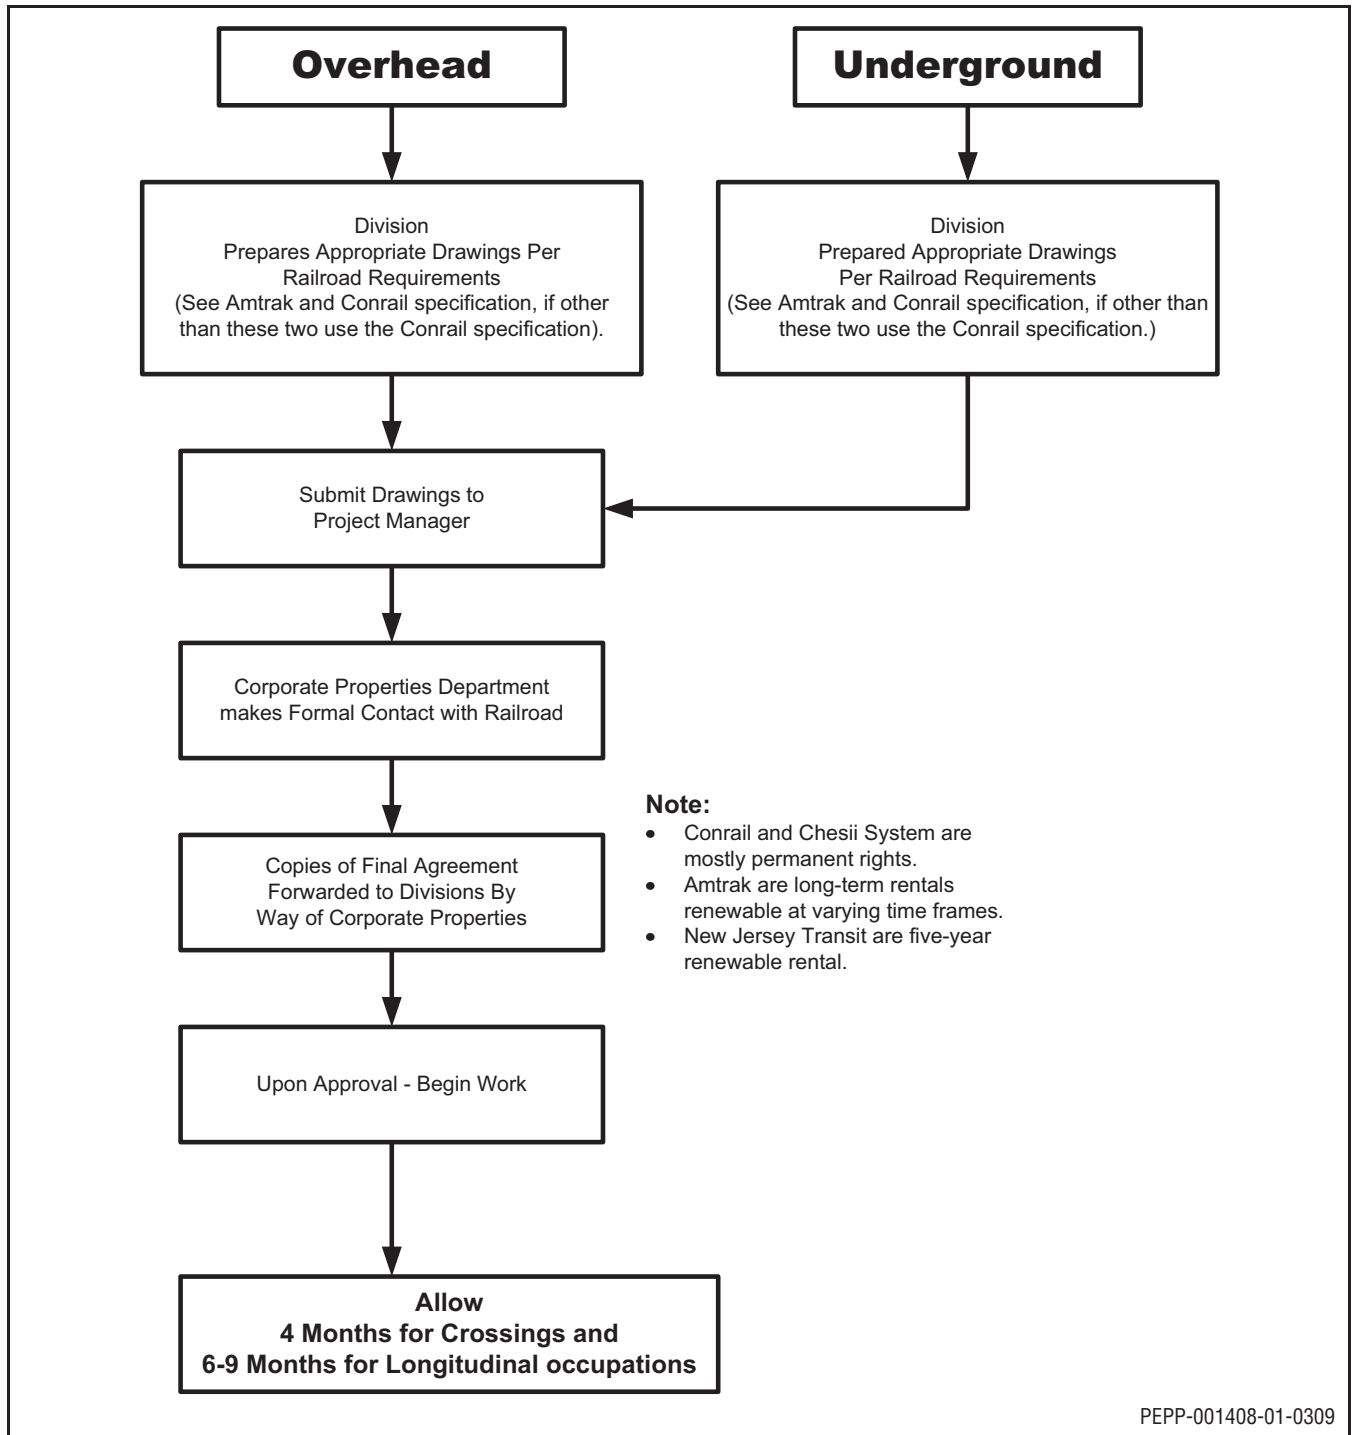 Overhead
Underground
Division
Prepares Appropriate Drawings Per
Railroad Requirements
(See Amtrak and Conrail specification, if other
than these two use the Conrail specification).
Division
Prepared Appropriate Drawings
Per Railroad Requirements
(See Amtrak and Conrail specification, if other than
these two use the Conrail specification.)
Submit Drawings to
Project Manager
Corporate Properties Department
makes Formal Contact with Railroad
Copies of Final Agreement
Forwarded to Divisions By
Way of Corporate Properties
Note:
• Conrail and Chesii System are
mostly permanent rights.
• Amtrak are long-term rentals
renewable at varying time frames.
• New Jersey Transit are five-year
renewable rental.
Upon Approval - Begin Work
Allow
4 Months for Crossings and
6-9 Months for Longitudinal occupations
PEPP-001408-01-0309